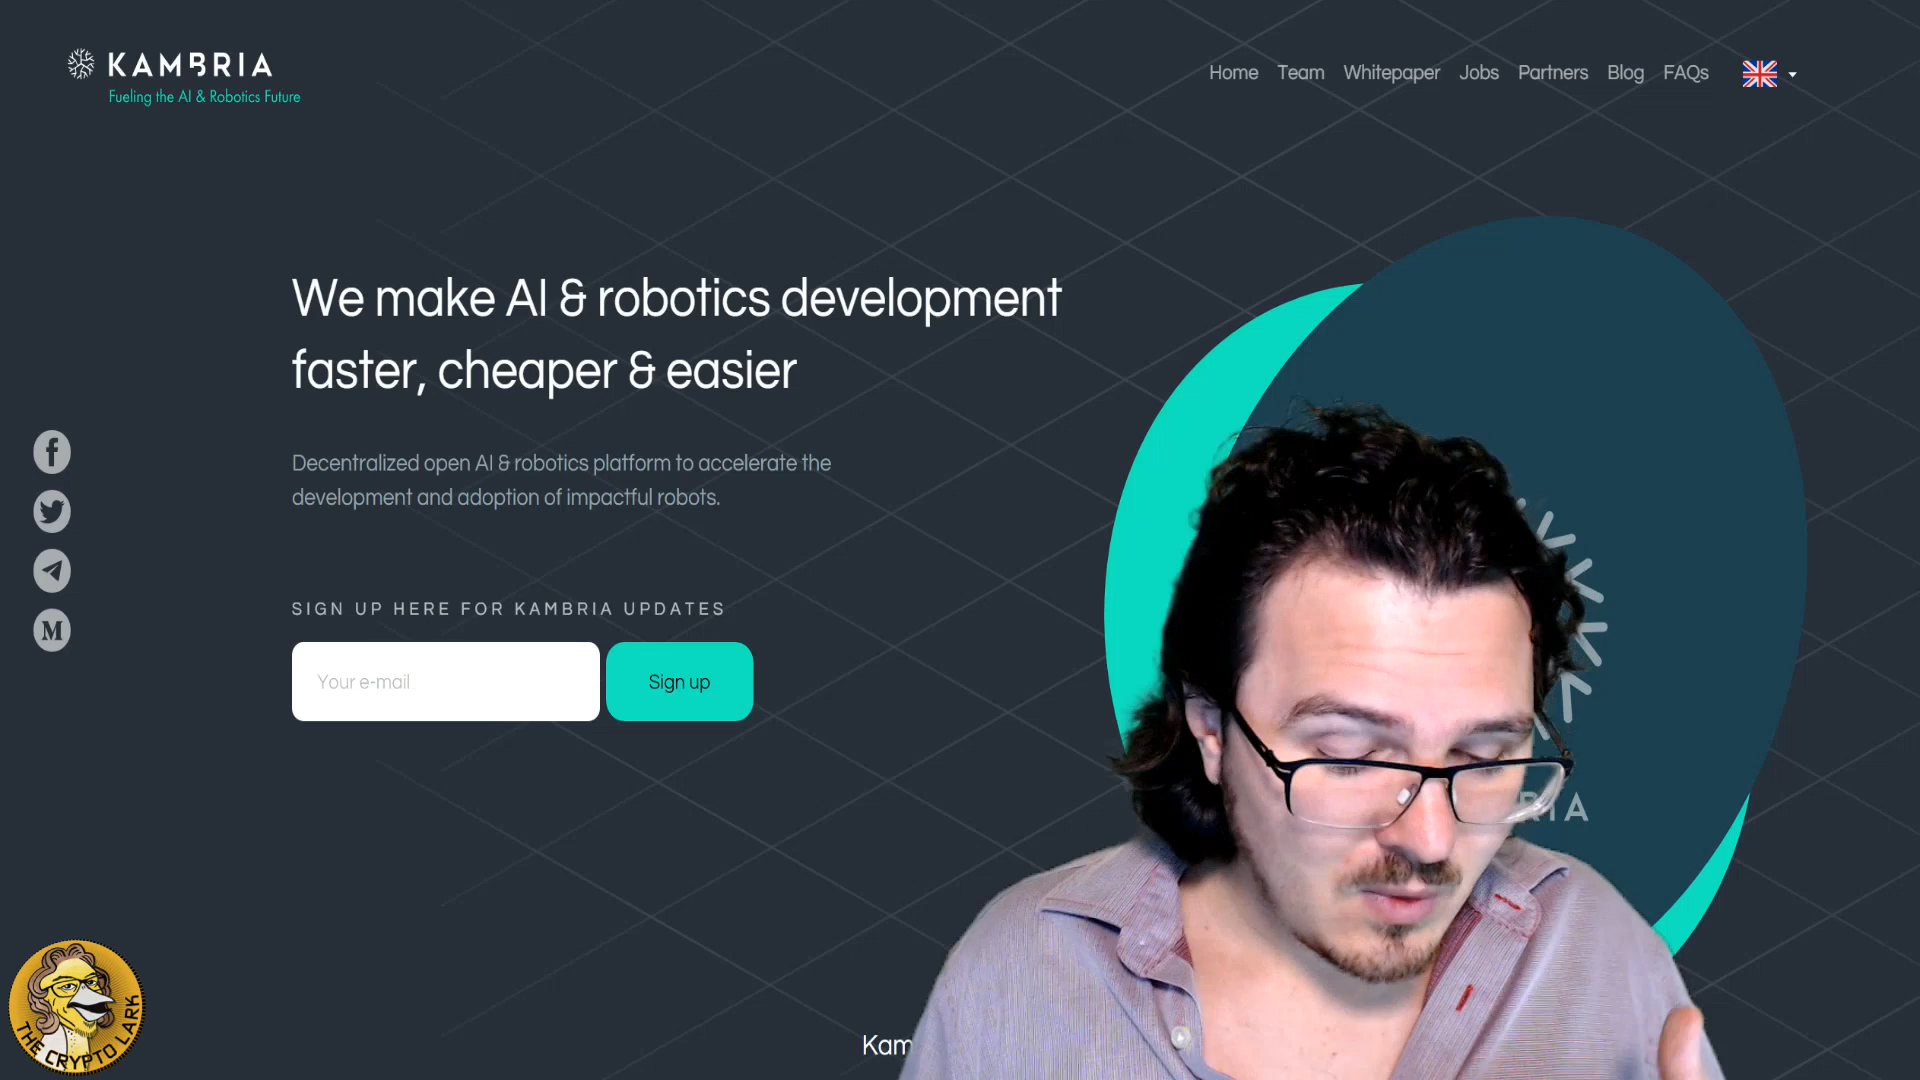 KAMBRIA
Fueling the AI & Robotics Future
Home Team Whitepaper Jobs Partners Blog FAQs
We make AI & robotics development
faster, cheaper & easier
Decentralized open AI & robotics platform to accelerate the
development and adoption of impactful robots.
SIGN UP HERE FOR KAMBRIA UPDATES
Your e-mail
Sign up
M
RIA
THE CRYPTO LARK
Kam